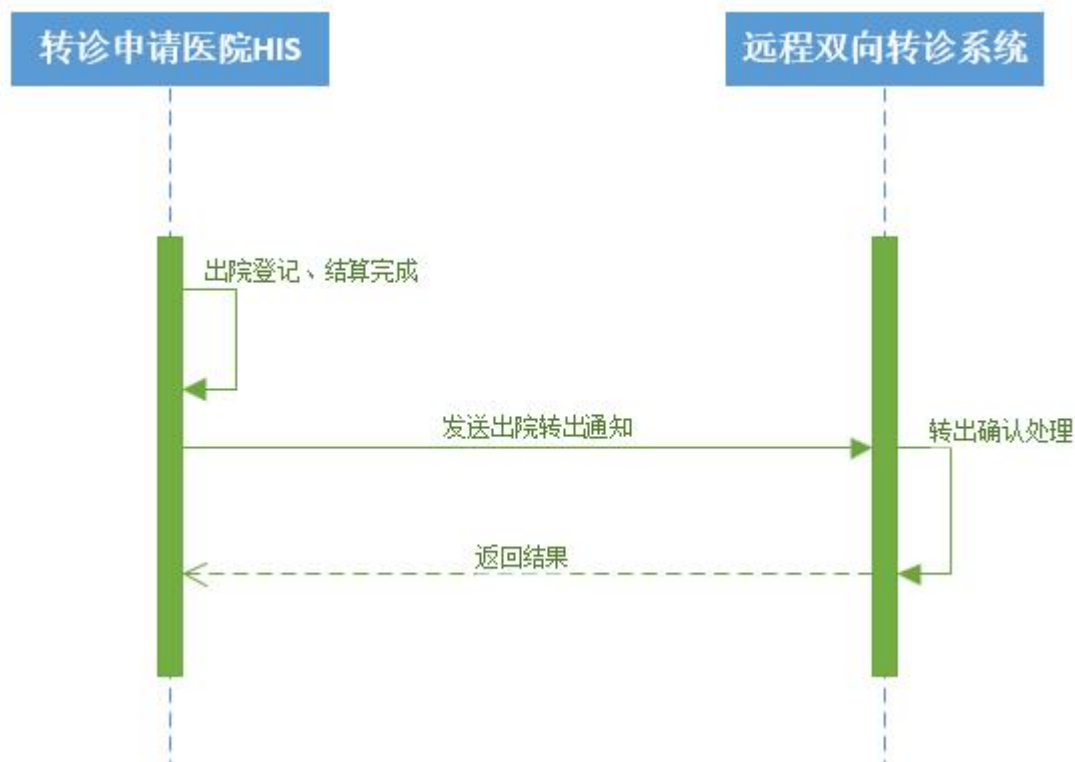 转诊申请医院HIS
远程双向转诊系统
出院登记、结算完成
发送出院转出通知
转出确认处理
返回结果